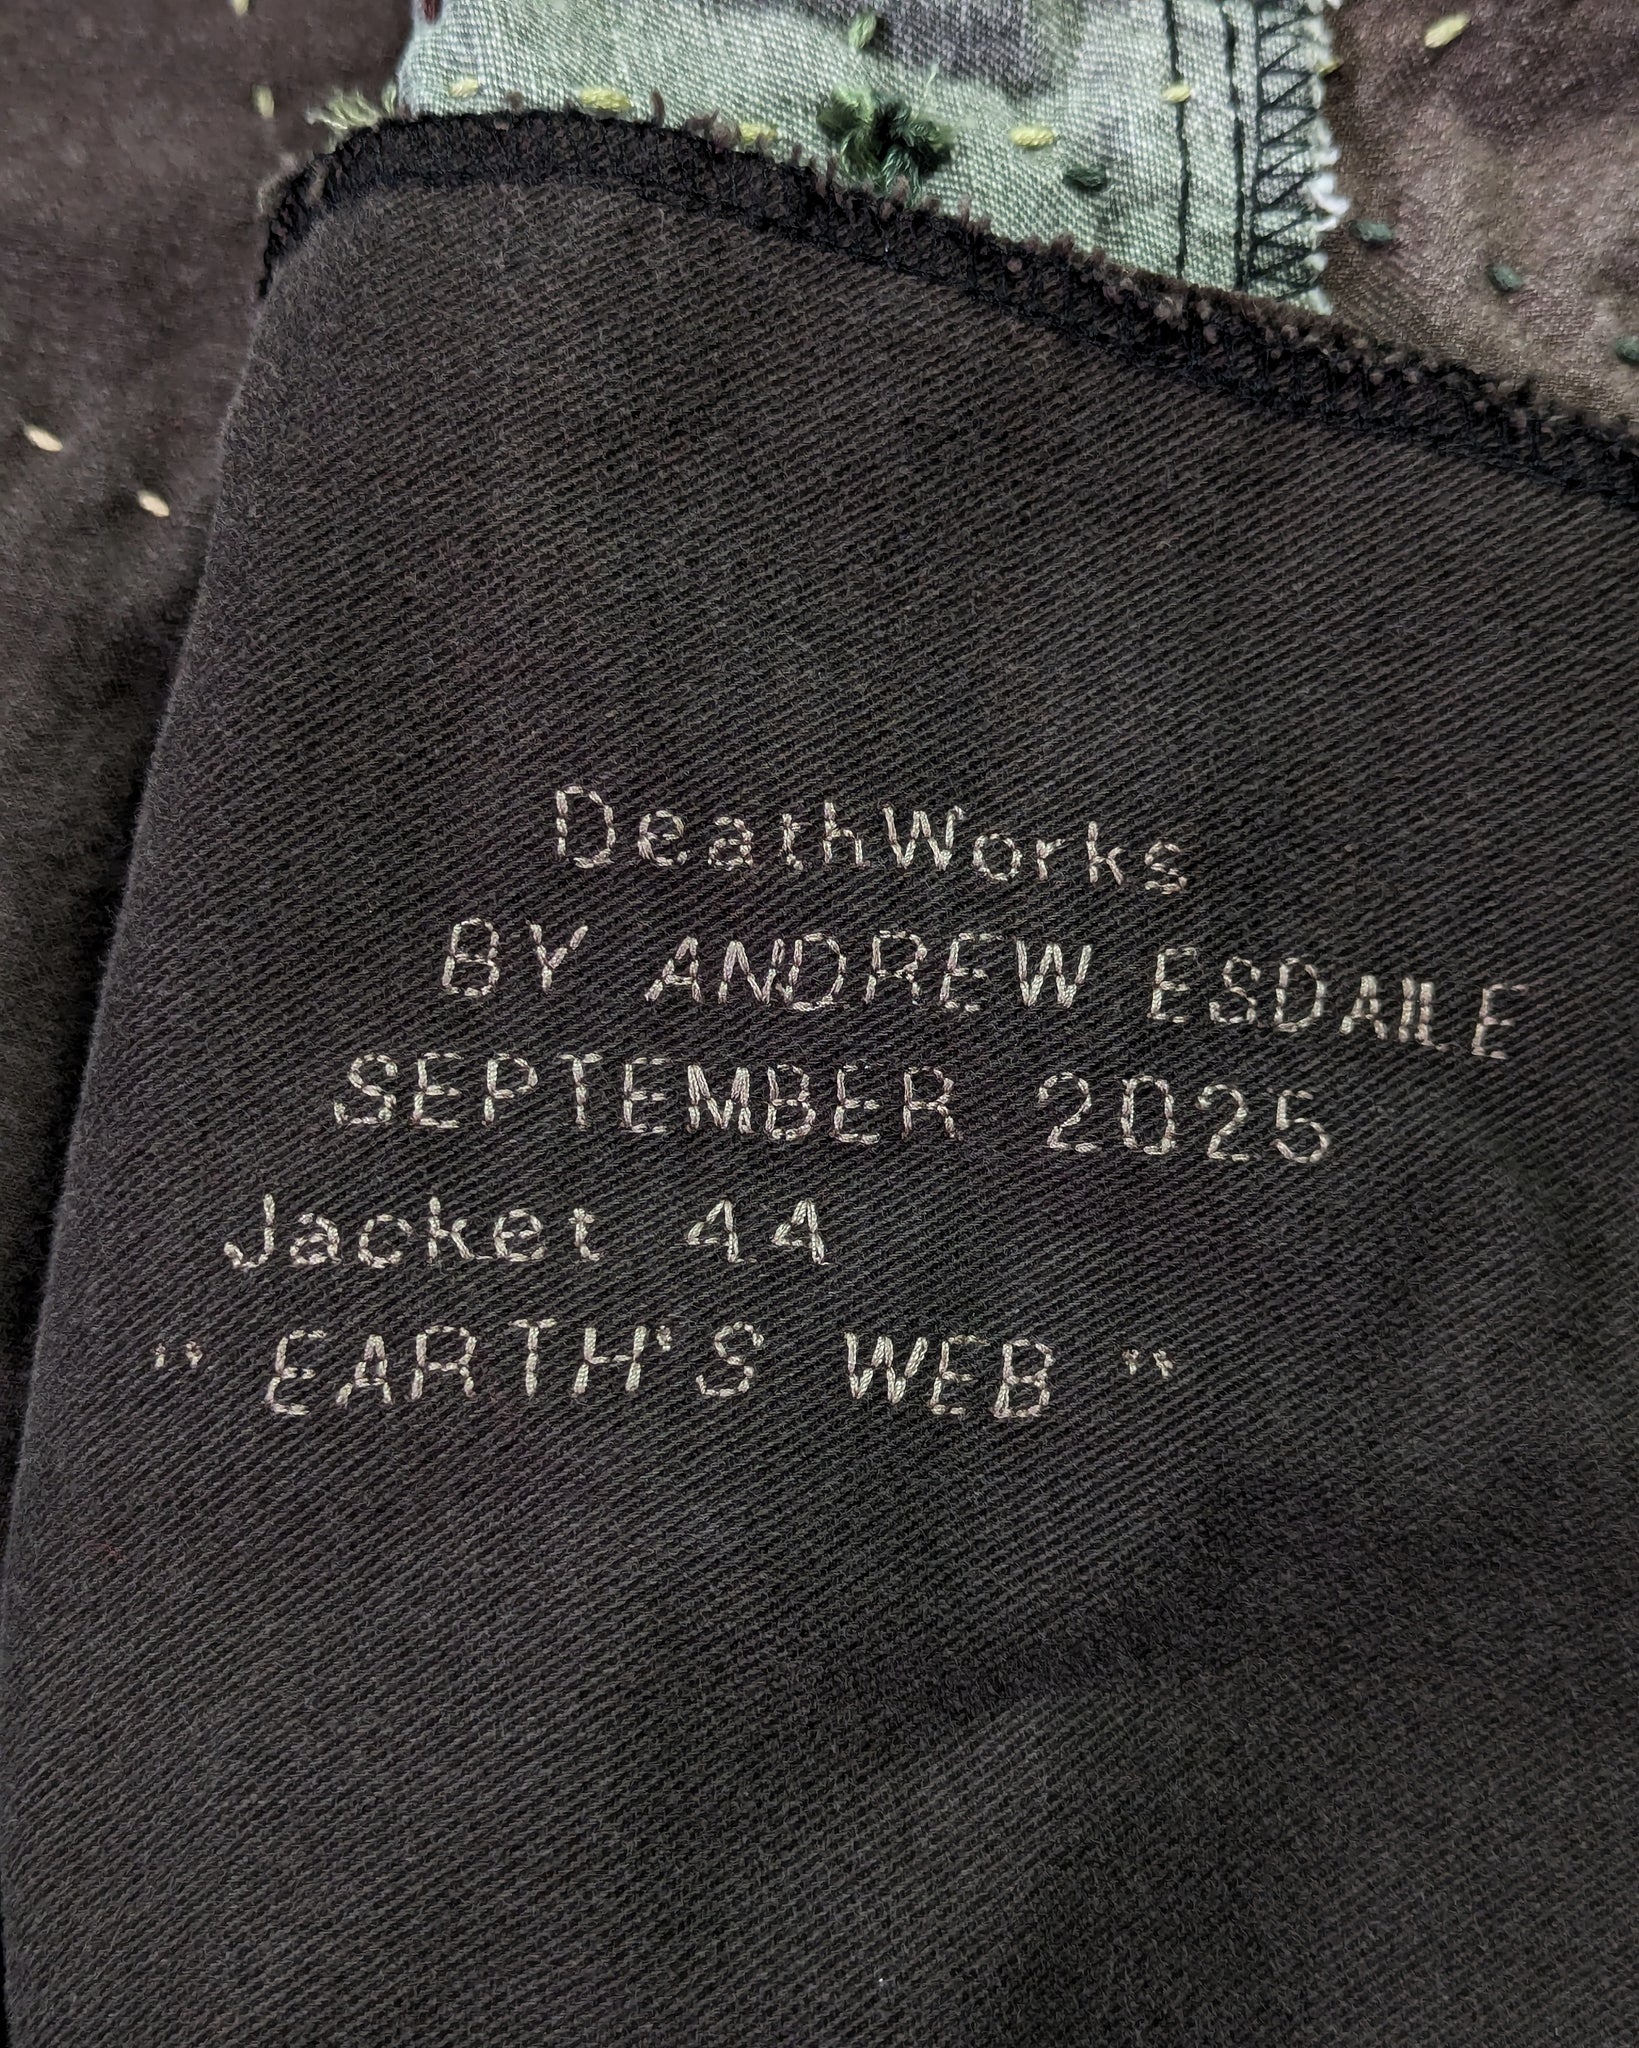 DeathWorks
BY ANDREW ESDAILE
SEPTEMBER 2025
Jacket 44
" EARTH'S WEB "